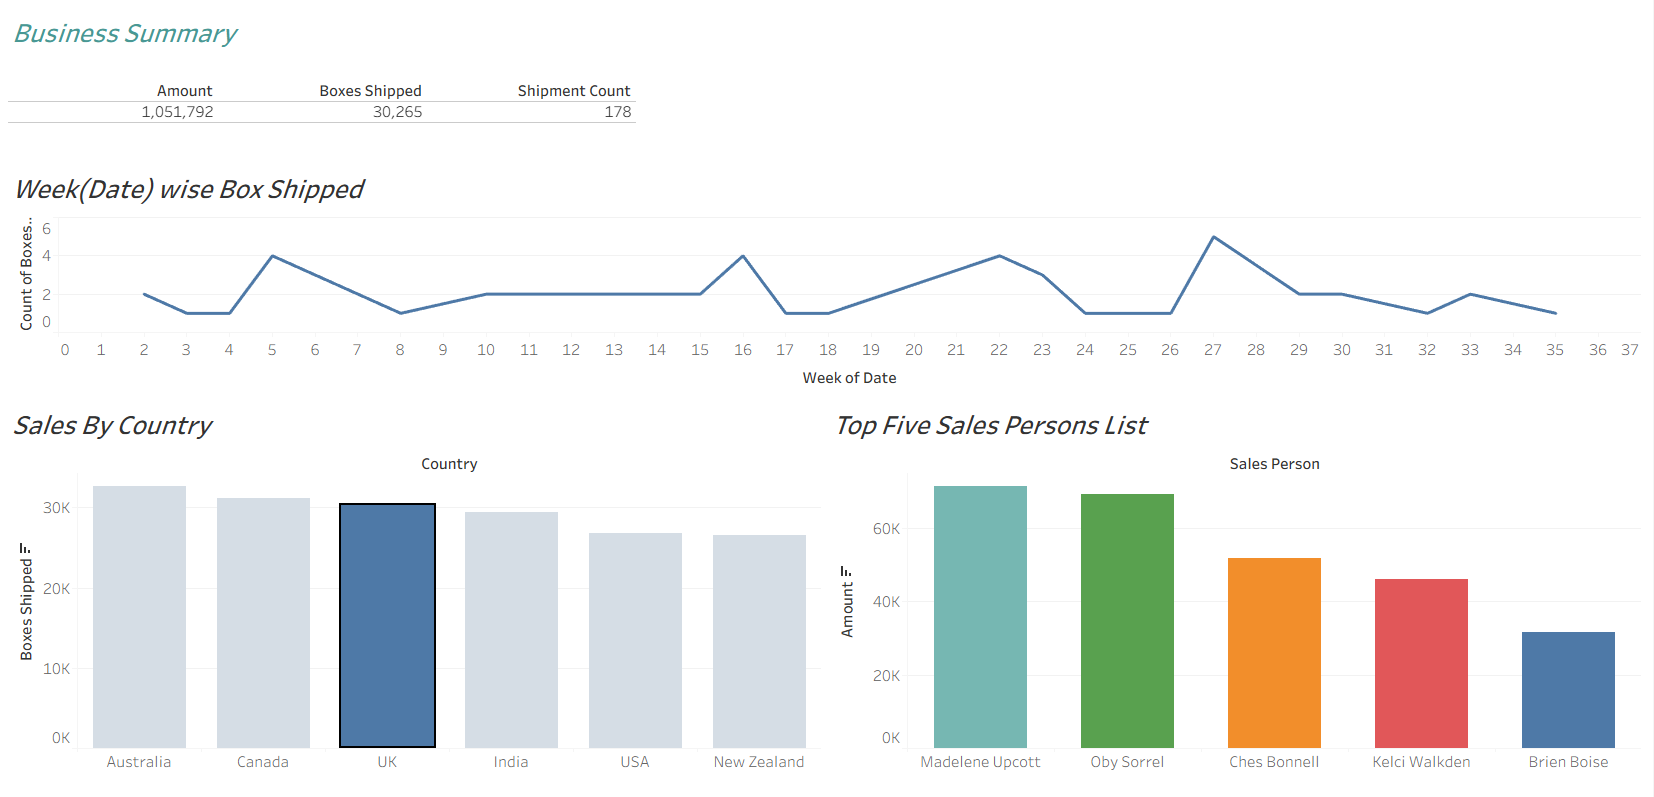 Business Summary
Amount Boxes Shipped Shipment Count
1,051,792 30,265 178
Week(Date) wise Box Shipped
Count of Boxes..
6
4
2
0
0 1 2 3 4 5 6 7 8 9 10 11 12 13 14 15 16 17 18 19 20 21 22 23 24 25 26 27 28 29 30 31 32 33 34 35 36 37
Week of Date
Sales By Country
Country
Boxes Shipped
30K
20K
10K
0K
Australia Canada UK India USA New Zealand
Top Five Sales Persons List
Sales Person
Amount
60K
40K
20K
0K
Madelene Upcott Oby Sorrel Ches Bonnell Kelci Walkden Brien Boise